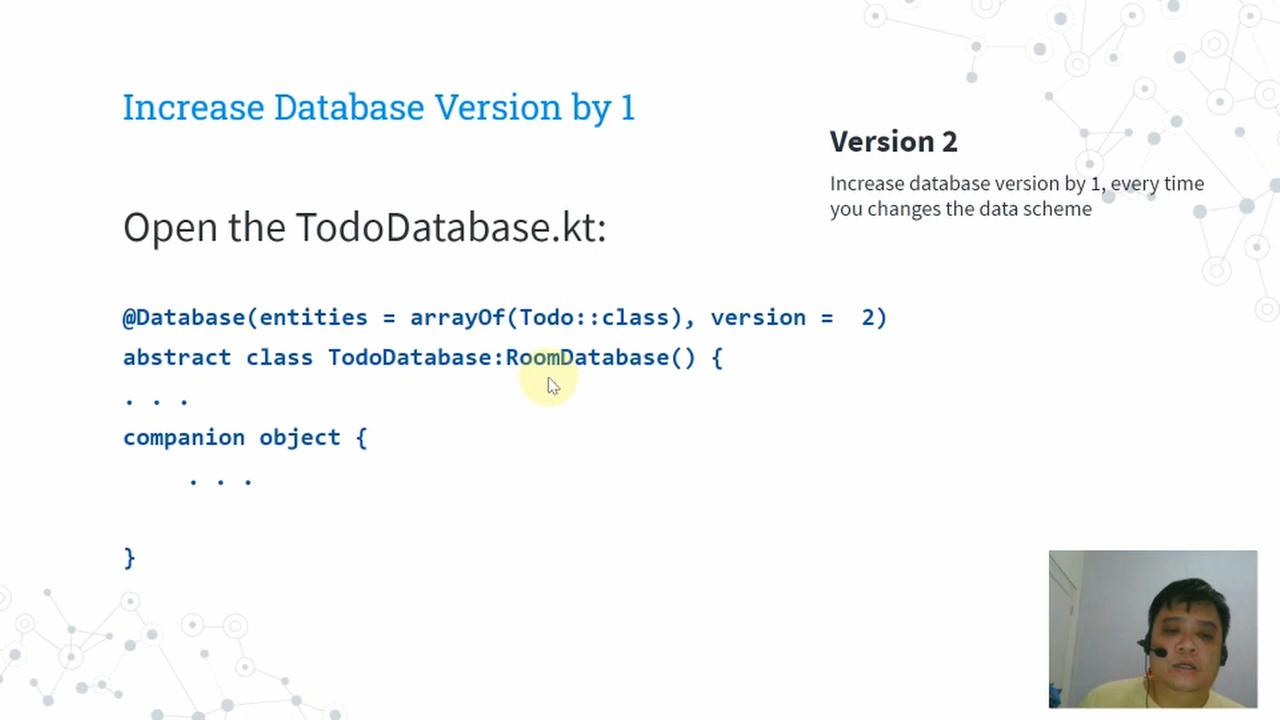 Increase Database Version by 1
Version 2
Increase database version by 1, every time
you changes the data scheme
Open the TodoDatabase.kt:
@Database(entities = arrayOf(Todo::class), version =  2)
abstract class TodoDatabase:RoomDatabase() {
. . .
companion object {
. . .
}